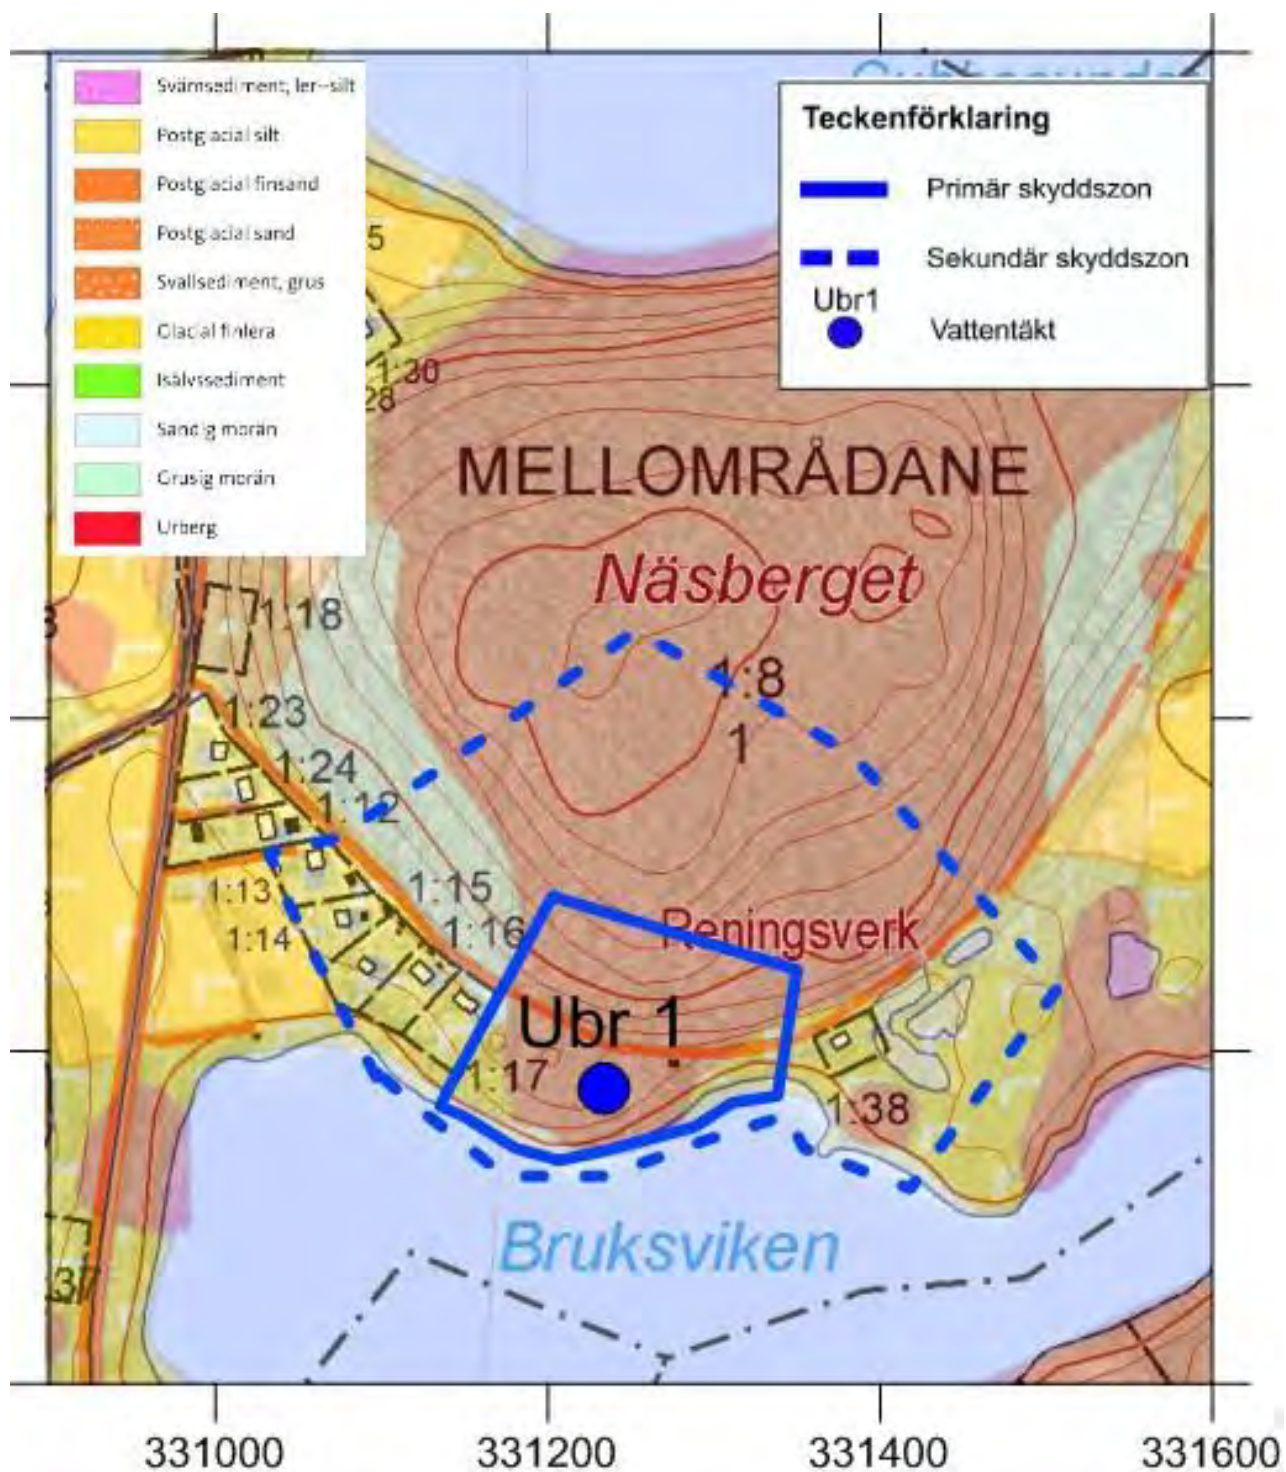 Svämsediment, ler--silt
Postglacial silt
Postglacial finsand
Postglacial sand
Svallsediment, grus
Glacial finlera
Isälvssediment
Sandig morän
Grusig morän
Urberg
Teckenförklaring
Primär skyddszon
Sekundär skyddszon
Ubr1
Vattentäkt
5
1:30
28
MELLOMRÅDANE
Näsberget
1:18
1:8
1
1:23
1:24
1:12
1:13
1:15
1:14
1:16
Reningsverk
Ubr 1
1:17
1:38
Bruksviken
37
331000
331200
331400
331600